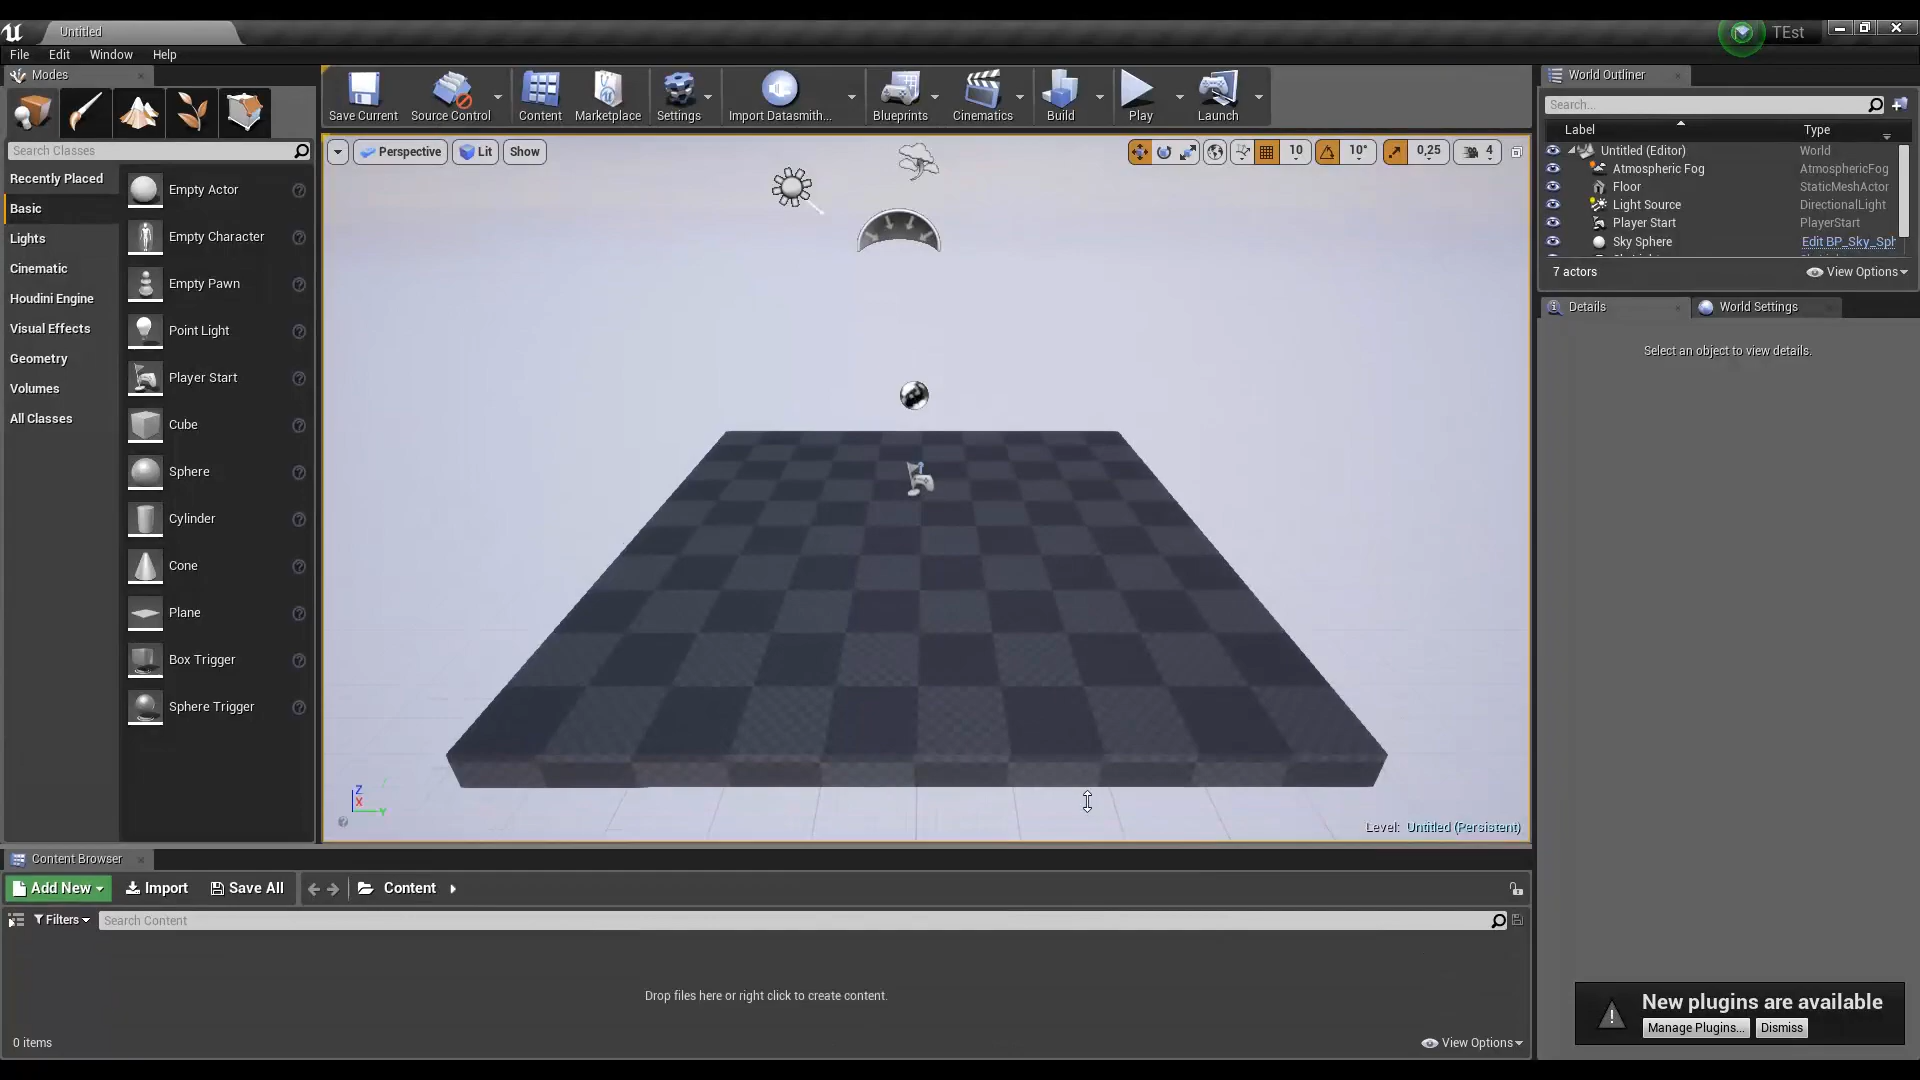 Untitled
TEst
File Edit Window Help
Modes
World Outliner
Save Current Source Control Content Marketplace Settings Import Datasmith... Blueprints Cinematics Build Play Launch
Search...
Label Type
Search Classes
Perspective Lit Show 10 10° 0,25 4
Untitled (Editor) World
Atmospheric Fog AtmosphericFog
Floor StaticMeshActor
Light Source DirectionalLight
Player Start PlayerStart
Sky Sphere Edit BP_Sky_Sph
7 actors View Options
Details World Settings
Select an object to view details.
Recently Placed
Basic
Lights
Cinematic
Houdini Engine
Visual Effects
Geometry
Volumes
All Classes
Empty Actor
Empty Character
Empty Pawn
Point Light
Player Start
Cube
Sphere
Cylinder
Cone
Plane
Box Trigger
Sphere Trigger
Z
X
Y
Level: Untitled (Persistent)
Content Browser
Add New Import Save All Content
Filters Search Content
Drop files here or right click to create content.
0 items View Options
New plugins are available
Manage Plugins... Dismiss